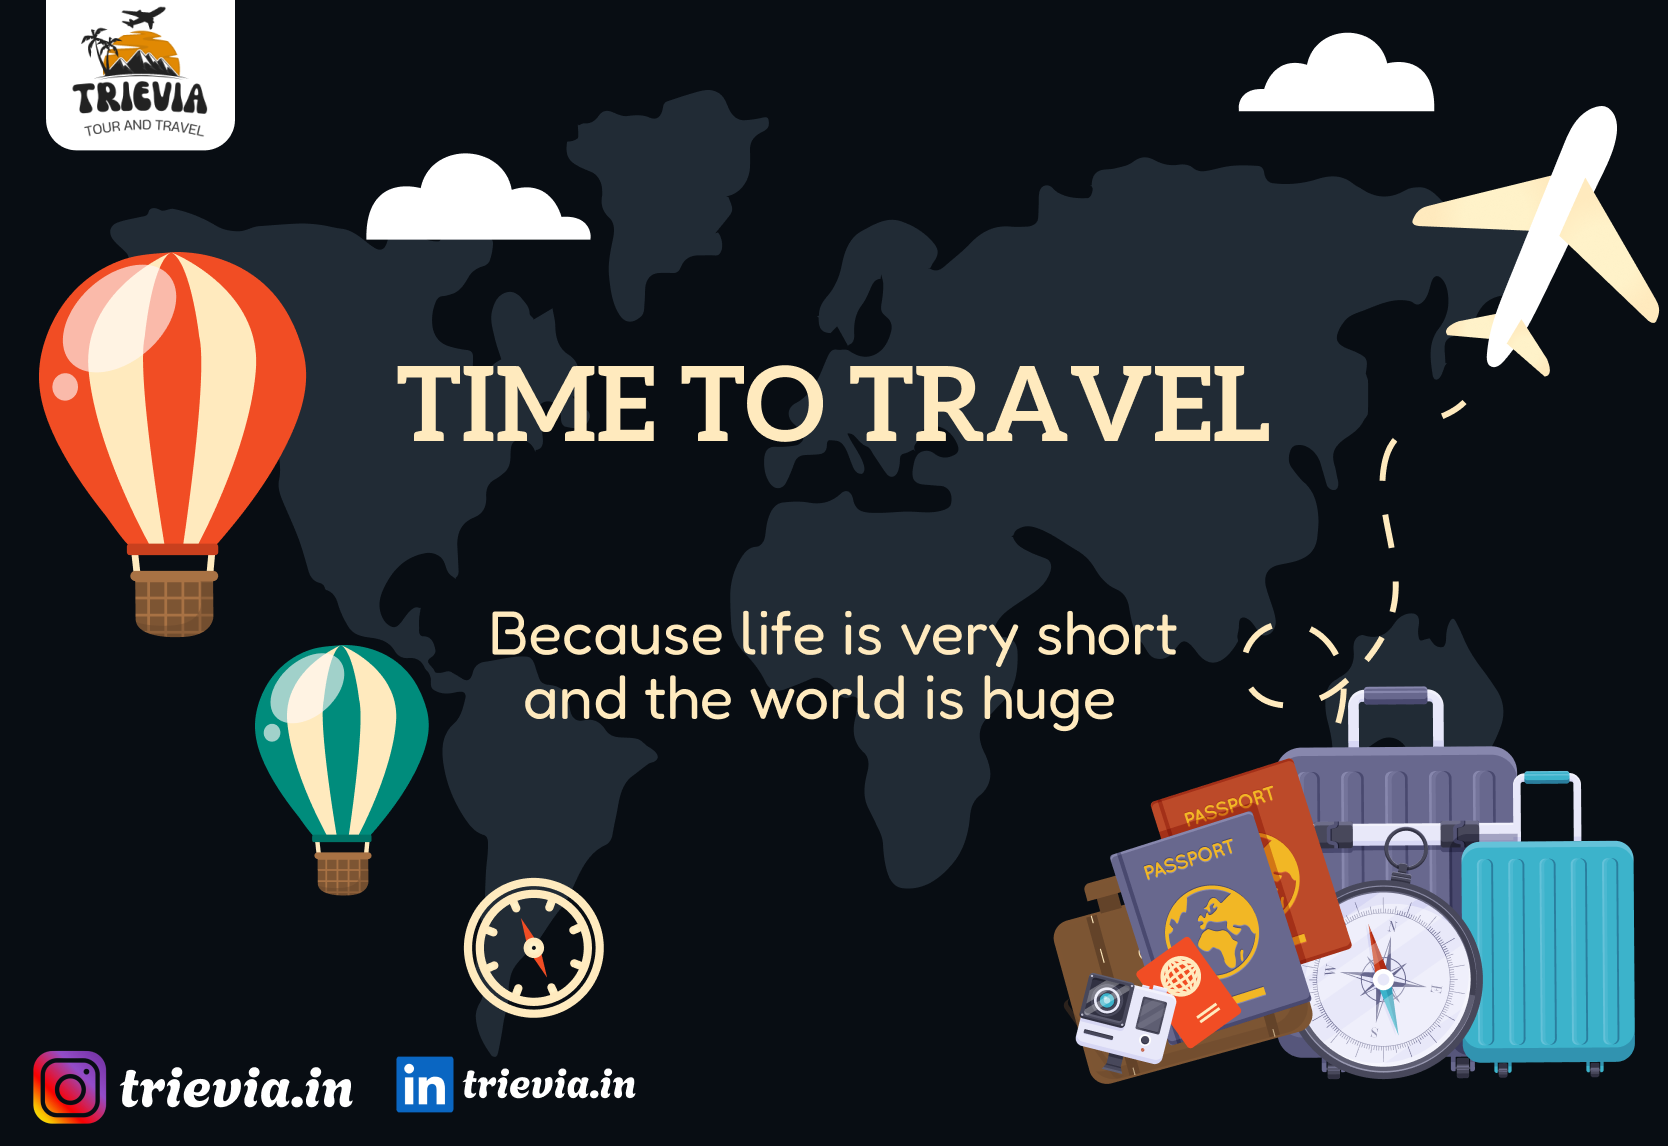 TRIEVIA
TOUR AND TRAVEL
TIME TO TRAVEL
Because life is very short
and the world is huge
PASSPORT
PASSPORT
N
W
E
S
trievia.in
in trievia.in